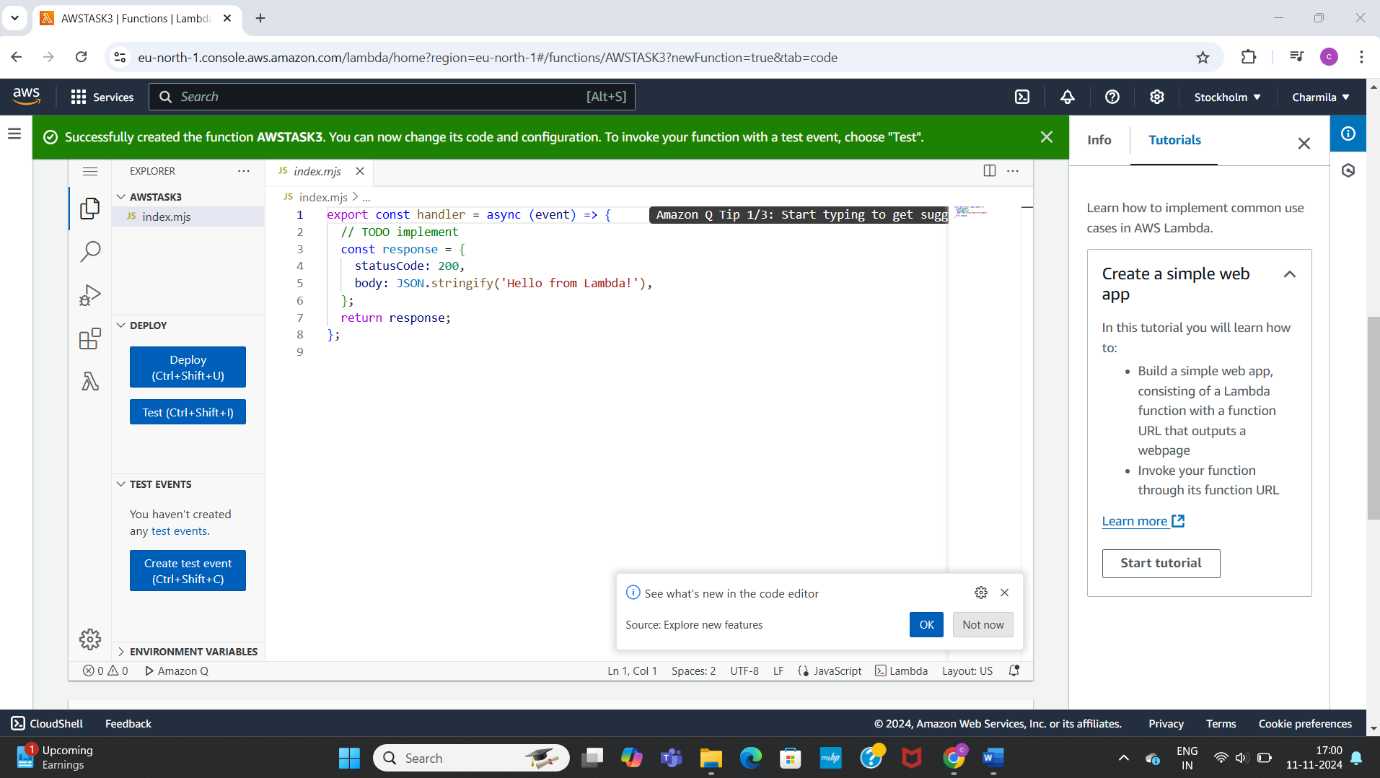 AWSTASK3 | Functions | Lambda
eu-north-1.console.aws.amazon.com/lambda/home?region=eu-north-1#/functions/AWSTASK3?newFunction=true&tab=code
C
aws
Services
Search
[Alt+S]
Stockholm
Charmila
Successfully created the function AWSTASK3. You can now change its code and configuration. To invoke your function with a test event, choose "Test".
Info
Tutorials
EXPLORER
AWSTASK3
JS index.mjs
DEPLOY
Deploy
(Ctrl+Shift+U)
Test (Ctrl+Shift+I)
TEST EVENTS
You haven't created
any test events.
Create test event
(Ctrl+Shift+C)
ENVIRONMENT VARIABLES
JS index.mjs
JS index.mjs > ...
1 export const handler = async (event) => { Amazon Q Tip 1/3: Start typing to get sugg
2 // TODO implement
3 const response = {
4 statusCode: 200,
5 body: JSON.stringify('Hello from Lambda!'),
6 };
7 return response;
8 };
9
See what's new in the code editor
Source: Explore new features
OK
Not now
0 0 Amazon Q
Ln 1, Col 1 Spaces: 2 UTF-8 LF JavaScript Lambda Layout: US
Learn how to implement common use
cases in AWS Lambda.
Create a simple web
app
In this tutorial you will learn how
to:
• Build a simple web app,
consisting of a Lambda
function with a function
URL that outputs a
webpage
• Invoke your function
through its function URL
Learn more
Start tutorial
CloudShell Feedback
© 2024, Amazon Web Services, Inc. or its affiliates. Privacy Terms Cookie preferences
1
Upcoming
Earnings
Search
myhp
C
ENG
IN
17:00
11-11-2024